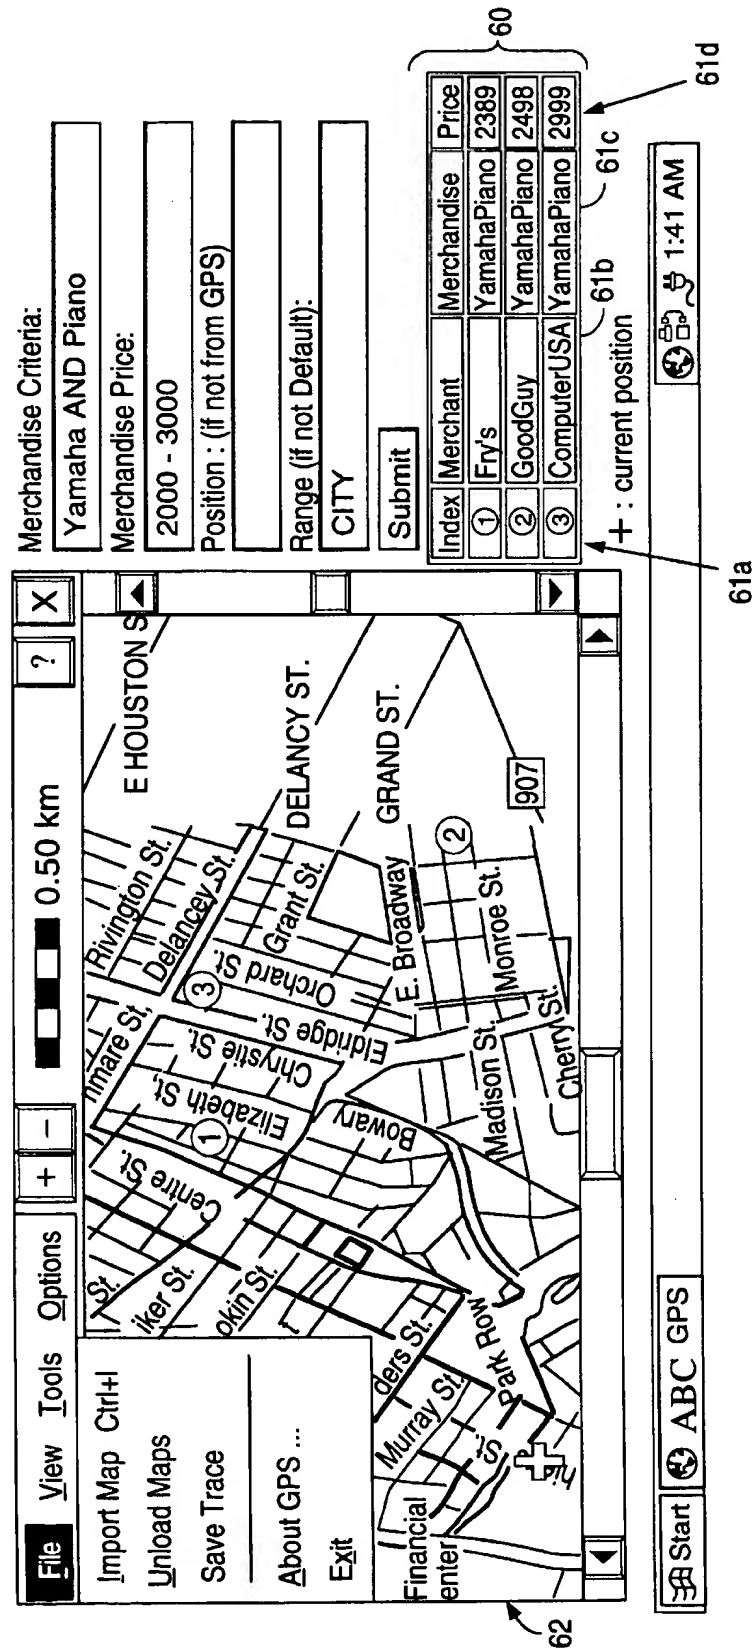 File View Tools Options + − 0.50 km ? X
Import Map Ctrl+I
Unload Maps
Save Trace
About GPS ...
Exit
E HOUSTON S
Rivington St.
Delancey St.
DELANCY ST.
nmare St,
Grant St.
GRAND ST.
Orchard St.
Eldridge St.
Chrystie St.
Elizabeth St,
Centre St.
St.
iker St.
okin St.
Bowary
E. Broadway
907
Monroe St.
Madison St.
Cherry St.
ders St.
Park Row
Murray St.
St.
Financial
enter
1
2
3
62
Merchandise Criteria:
Yamaha AND Piano
Merchandise Price:
2000 - 3000
Position : (if not from GPS)
Range (if not Default):
CITY
Submit
Index Merchant Merchandise Price
1 Fry's YamahaPiano 2389
2 GoodGuy YamahaPiano 2498
3 ComputerUSA YamahaPiano 2999
60
61a
61b
61c
61d
+ : current position
Start ABC GPS 1:41 AM